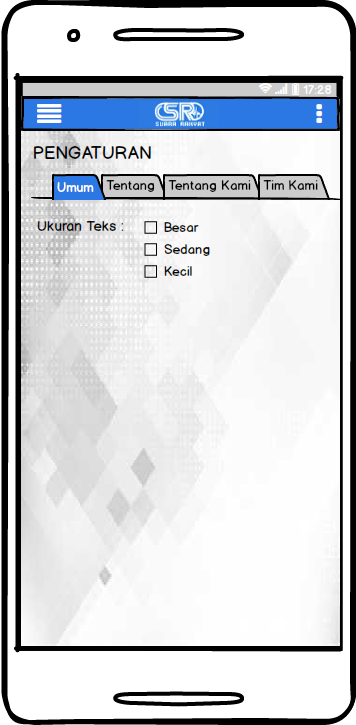 17:28
CSR
SUARA RAKYAT
PENGATURAN
Umum Tentang Tentang Kami Tim Kami
Ukuran Teks : Besar
Sedang
Kecil